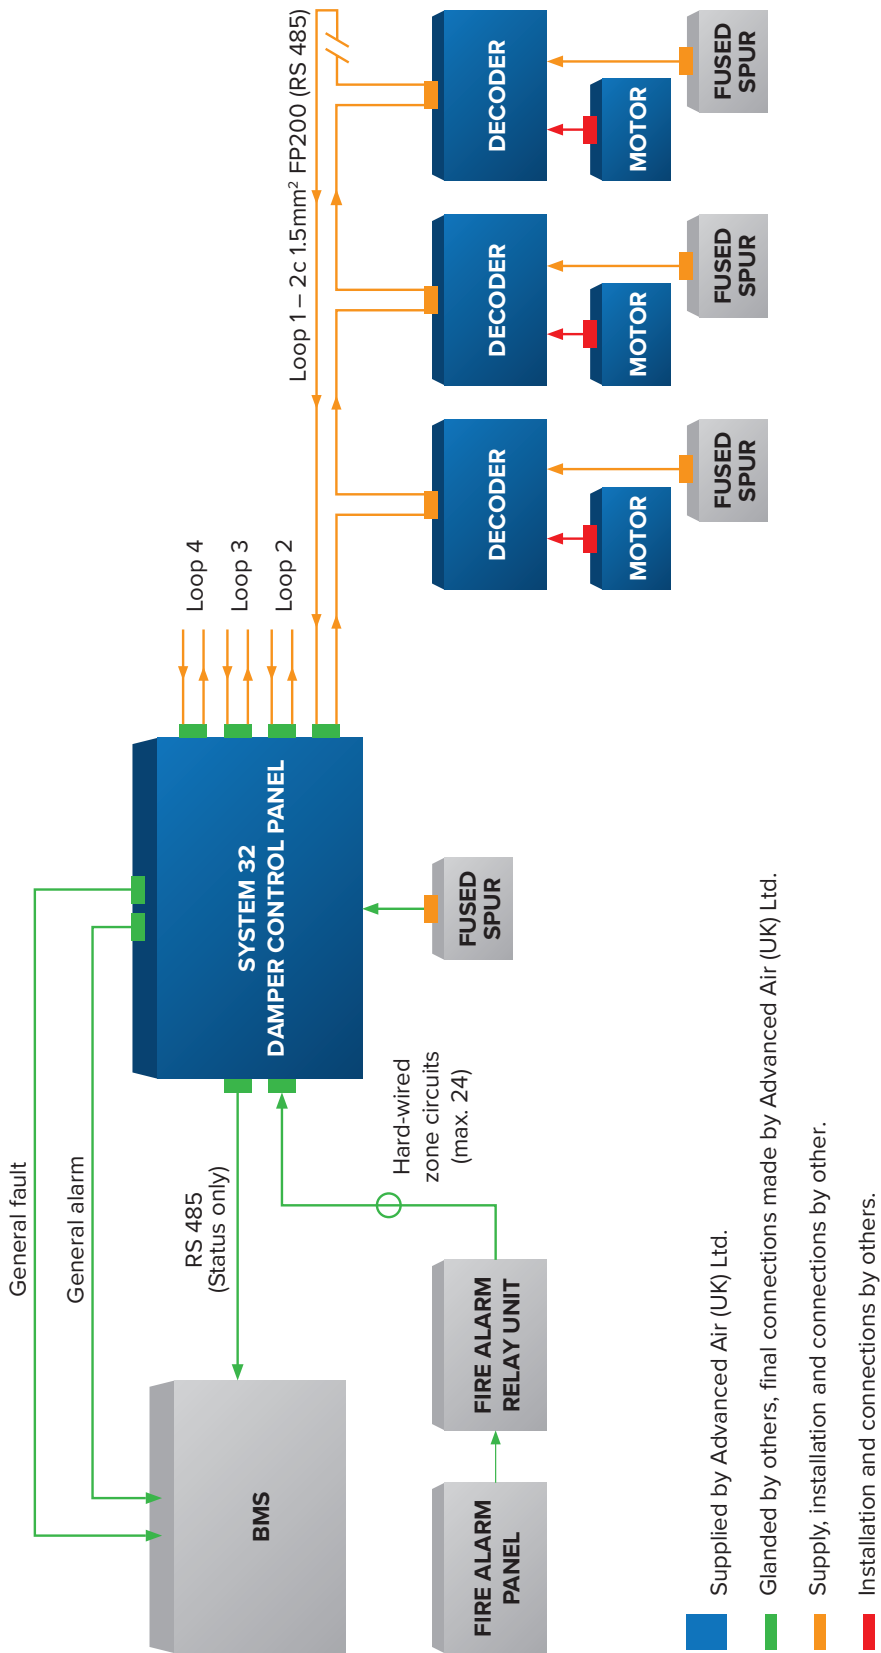 General fault
General alarm
BMS
RS 485
(Status only)
SYSTEM 32
DAMPER CONTROL PANEL
Loop 4
Loop 3
Loop 2
Loop 1 – 2c 1.5mm² FP200 (RS 485)
Hard-wired
zone circuits
(max. 24)
FIRE ALARM
PANEL
FIRE ALARM
RELAY UNIT
FUSED
SPUR
DECODER
DECODER
DECODER
MOTOR
MOTOR
MOTOR
FUSED
SPUR
FUSED
SPUR
FUSED
SPUR
Supplied by Advanced Air (UK) Ltd.
Glanded by others, final connections made by Advanced Air (UK) Ltd.
Supply, installation and connections by other.
Installation and connections by others.